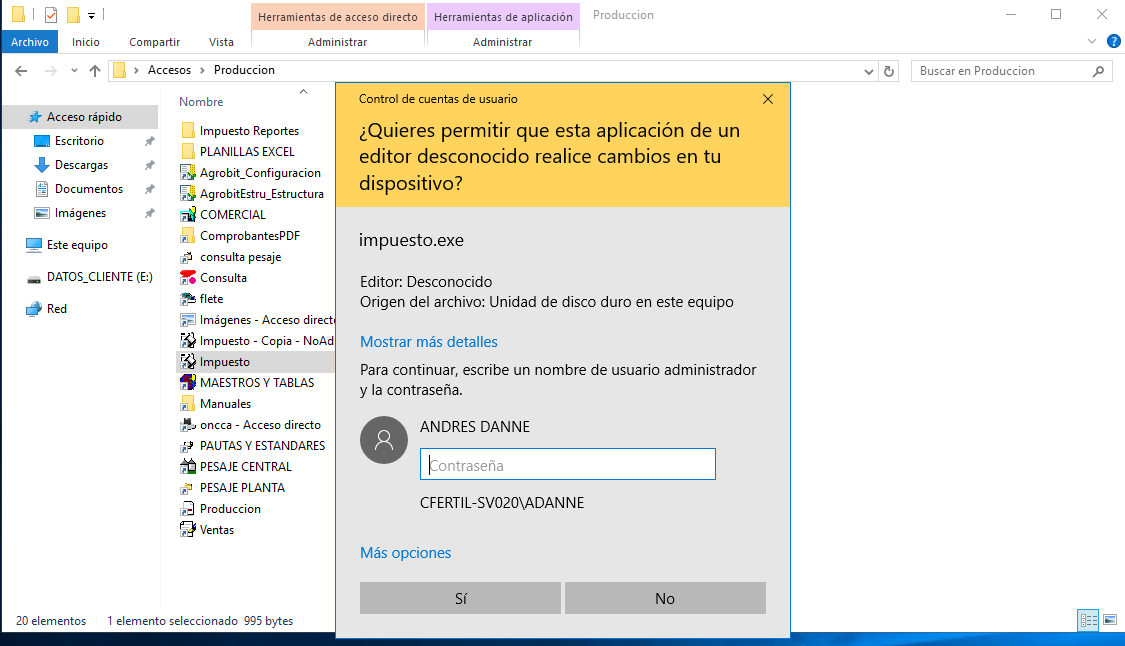 Herramientas de acceso directo
Herramientas de aplicación
Produccion
Archivo
Inicio
Compartir
Vista
Administrar
Administrar
Accesos
Produccion
Buscar en Produccion
Acceso rápido
Escritorio
Descargas
Documentos
Imágenes
Este equipo
DATOS_CLIENTE (E:)
Red
Nombre
Impuesto Reportes
PLANILLAS EXCEL
Agrobit_Configuracion
AgrobitEstru_Estructura
COMERCIAL
ComprobantesPDF
consulta pesaje
Consulta
flete
Imágenes - Acceso direct
Impuesto - Copia - NoAd
Impuesto
MAESTROS Y TABLAS
Manuales
oncca - Acceso directo
PAUTAS Y ESTANDARES
PESAJE CENTRAL
PESAJE PLANTA
Produccion
Ventas
Control de cuentas de usuario
¿Quieres permitir que esta aplicación de un
editor desconocido realice cambios en tu
dispositivo?
impuesto.exe
Editor: Desconocido
Origen del archivo: Unidad de disco duro en este equipo
Mostrar más detalles
Para continuar, escribe un nombre de usuario administrador
y la contraseña.
ANDRES DANNE
Contraseña
CFERTIL-SV020\ADANNE
Más opciones
Sí
No
20 elementos
1 elemento seleccionado 995 bytes